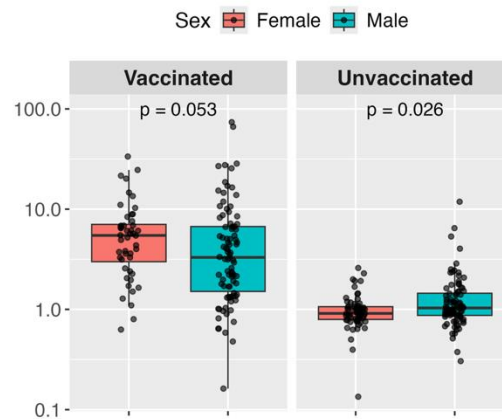 Sex Female Male
Vaccinated Unvaccinated
100.0
p = 0.053 p = 0.026
10.0
1.0
0.1